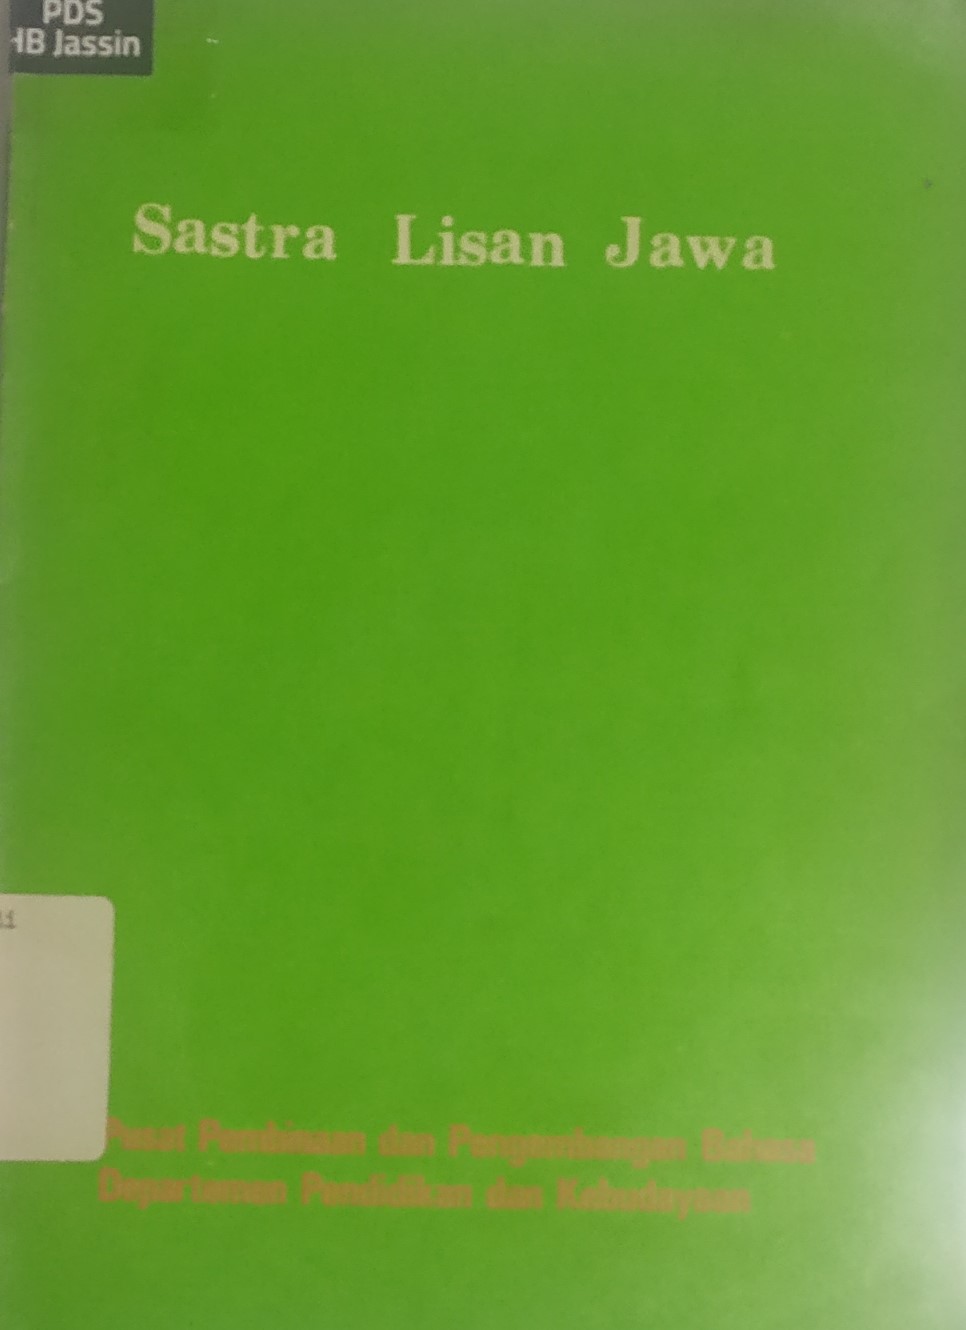 PDS
HB Jassin
Sastra Lisan Jawa
Pusat Pembinaan dan Pengembangan Bahasa
Departemen Pendidikan dan Kebudayaan